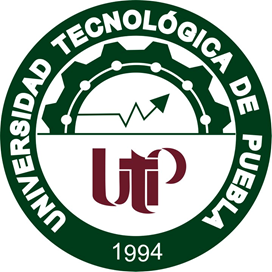 UNIVERSIDAD TECNOLÓGICA DE PUEBLA
UTP
1994